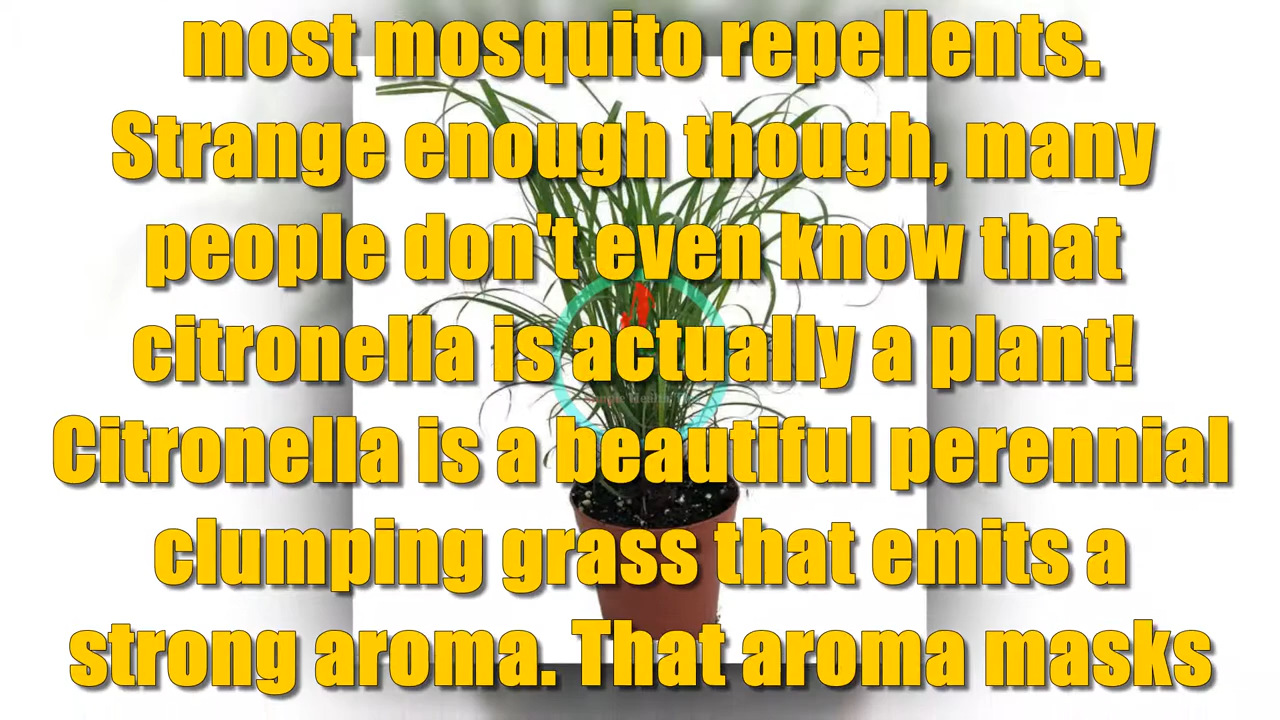 most mosquito repellents.
Strange enough though, many
people don't even know that
citronella is actually a plant!
Citronella is a beautiful perennial
clumping grass that emits a
strong aroma. That aroma masks